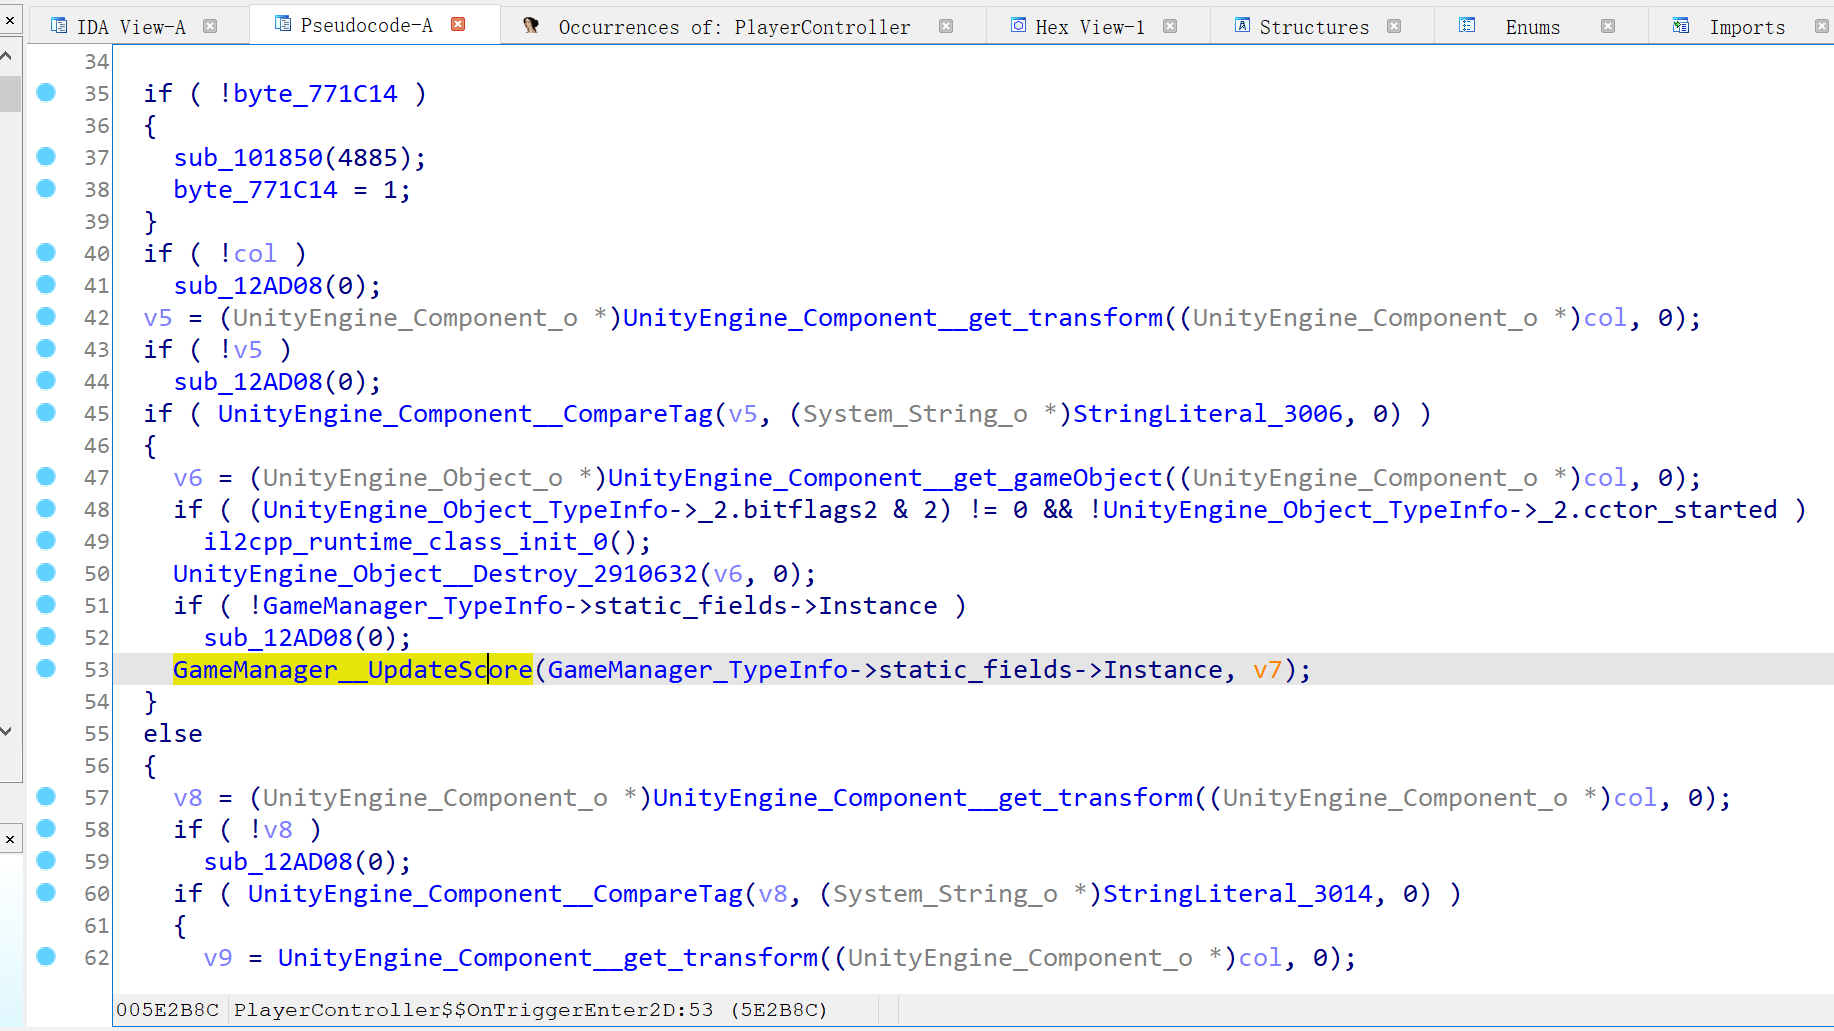 IDA View-A Pseudocode-A Occurrences of: PlayerController Hex View-1 Structures Enums Imports
34
35 if ( !byte_771C14 )
36 {
37 sub_101850(4885);
38 byte_771C14 = 1;
39 }
40 if ( !col )
41 sub_12AD08(0);
42 v5 = (UnityEngine_Component_o *)UnityEngine_Component__get_transform((UnityEngine_Component_o *)col, 0);
43 if ( !v5 )
44 sub_12AD08(0);
45 if ( UnityEngine_Component__CompareTag(v5, (System_String_o *)StringLiteral_3006, 0) )
46 {
47 v6 = (UnityEngine_Object_o *)UnityEngine_Component__get_gameObject((UnityEngine_Component_o *)col, 0);
48 if ( (UnityEngine_Object_TypeInfo->_2.bitflags2 & 2) != 0 && !UnityEngine_Object_TypeInfo->_2.cctor_started )
49 il2cpp_runtime_class_init_0();
50 UnityEngine_Object__Destroy_2910632(v6, 0);
51 if ( !GameManager_TypeInfo->static_fields->Instance )
52 sub_12AD08(0);
53 GameManager__UpdateScore(GameManager_TypeInfo->static_fields->Instance, v7);
54 }
55 else
56 {
57 v8 = (UnityEngine_Component_o *)UnityEngine_Component__get_transform((UnityEngine_Component_o *)col, 0);
58 if ( !v8 )
59 sub_12AD08(0);
60 if ( UnityEngine_Component__CompareTag(v8, (System_String_o *)StringLiteral_3014, 0) )
61 {
62 v9 = UnityEngine_Component__get_transform((UnityEngine_Component_o *)col, 0);
005E2B8C PlayerController$$OnTriggerEnter2D:53 (5E2B8C)